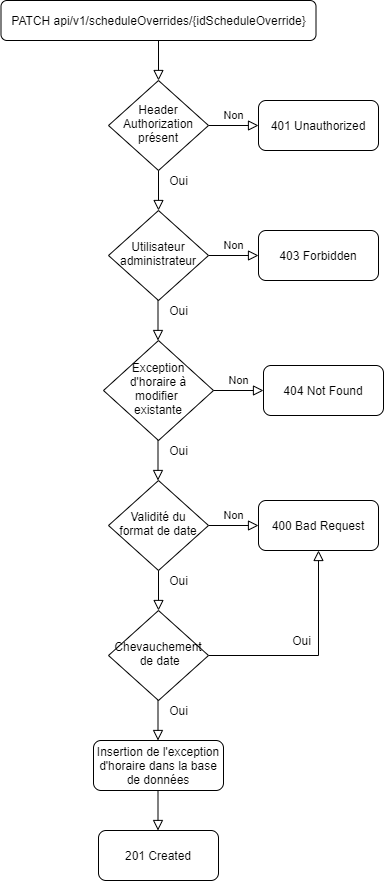 PATCH api/v1/scheduleOverrides/{idScheduleOverride}
Header
Authorization
présent
Non
401 Unauthorized
Oui
Utilisateur
administrateur
Non
403 Forbidden
Oui
Exception
d'horaire à
modifier
existante
Non
404 Not Found
Oui
Validité du
format de date
Non
400 Bad Request
Oui
Chevauchement
de date
Oui
Oui
Insertion de l'exception
d'horaire dans la base
de données
201 Created